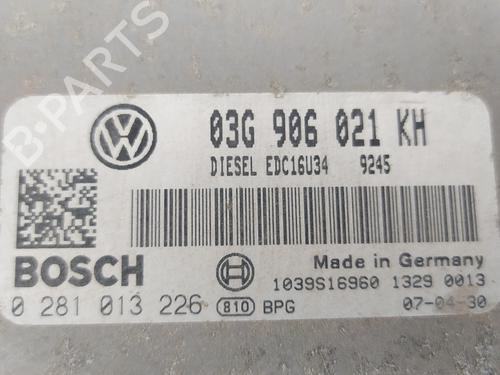 03G 906 021 KH
DIESEL EDC16U34 9245
BOSCH
Made in Germany
1039S16960 1329 0013
0 281 013 226 810 BPG 07-04-30
B-PARTS